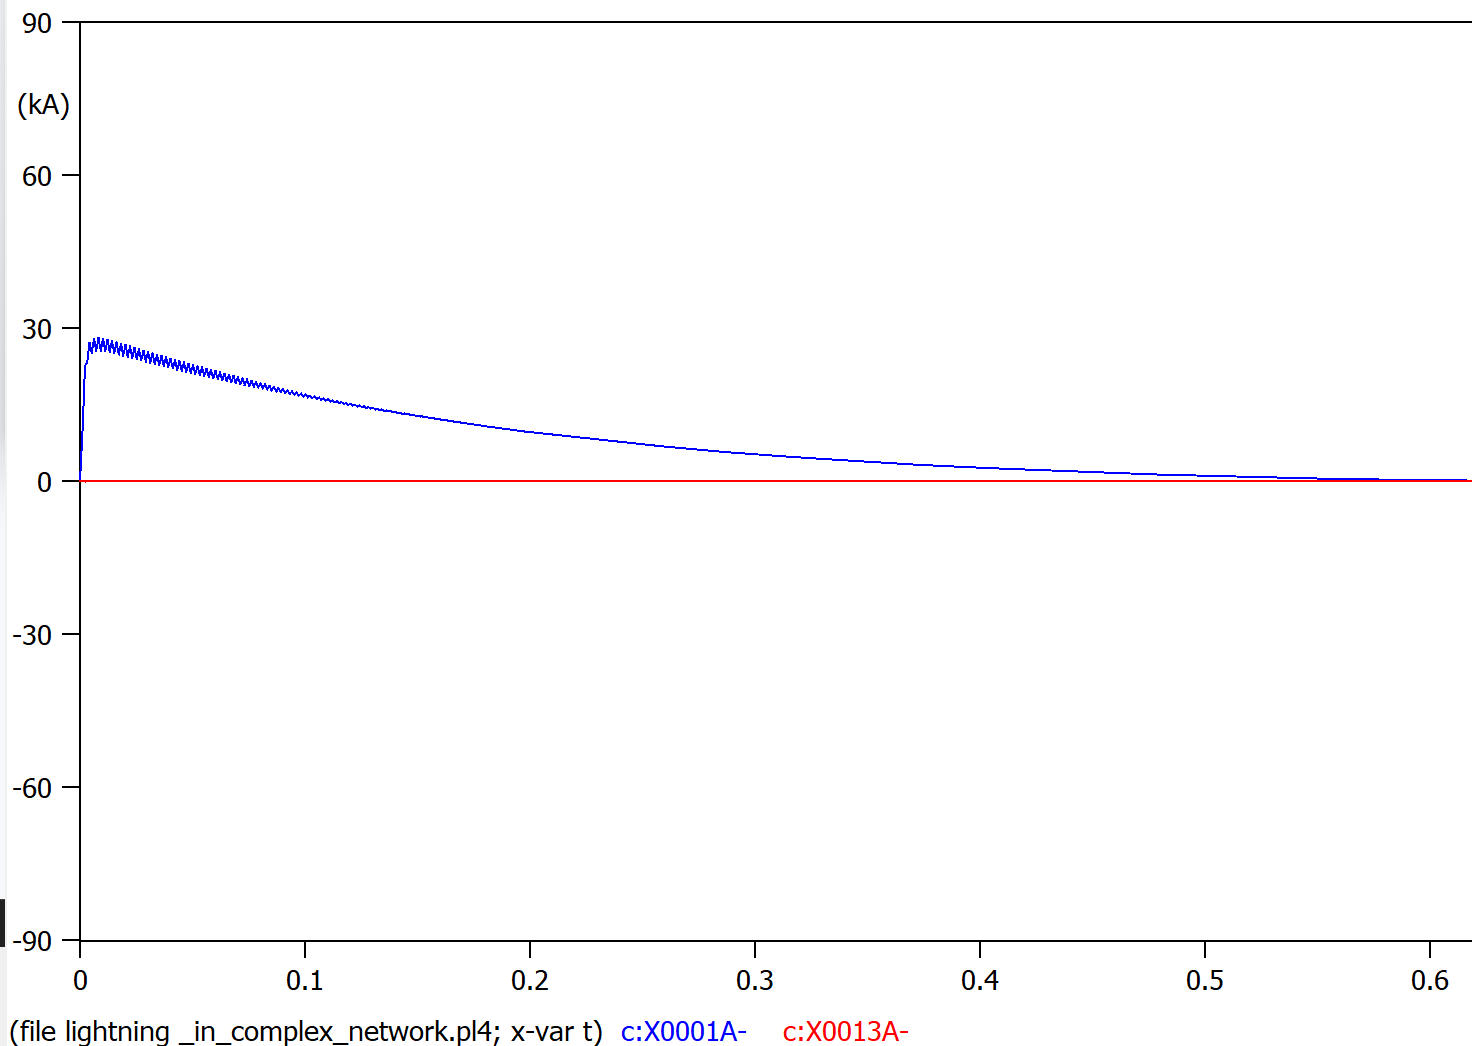 90
(kA)
60
30
0
-30
-60
-90
0 0.1 0.2 0.3 0.4 0.5 0.6
(file lightning _in_complex_network.pl4; x-var t) c:X0001A- c:X0013A-